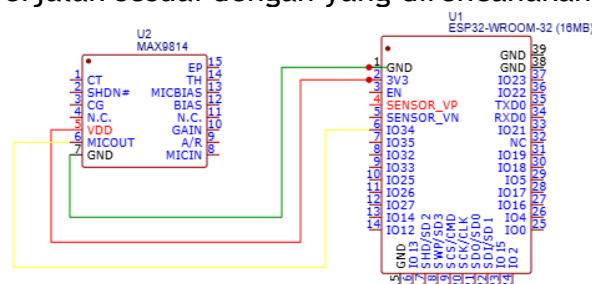 erjalan sesuai dengan yang direncanakan
U2
MAX9814
1 CT
2 SHDN#
3 CG
4 N.C.
5 VDD
6 MICOUT
7 GND
EP 15
TH 14
MICBIAS 13
BIAS 12
N.C. 11
GAIN 10
A/R 9
MICIN 8
U1
ESP32-WROOM-32 (16MB)
1 GND
2 3V3
3 EN
4 SENSOR_VP
5 SENSOR_VN
6 IO34
7 IO35
8 IO32
9 IO33
10 IO25
11 IO26
12 IO27
13 IO14
14 IO12
GND 39
GND 38
IO23 37
IO22 36
TXD0 35
RXD0 34
IO21 33
NC 32
IO19 31
IO18 30
IO5 29
IO17 28
IO16 27
IO4 26
IO0 25
GND
IO13
SHD/SD2
SWP/SD3
SCS/CMD
SCK/CLK
SDO/SD0
SDI/SD1
IO15
IO2